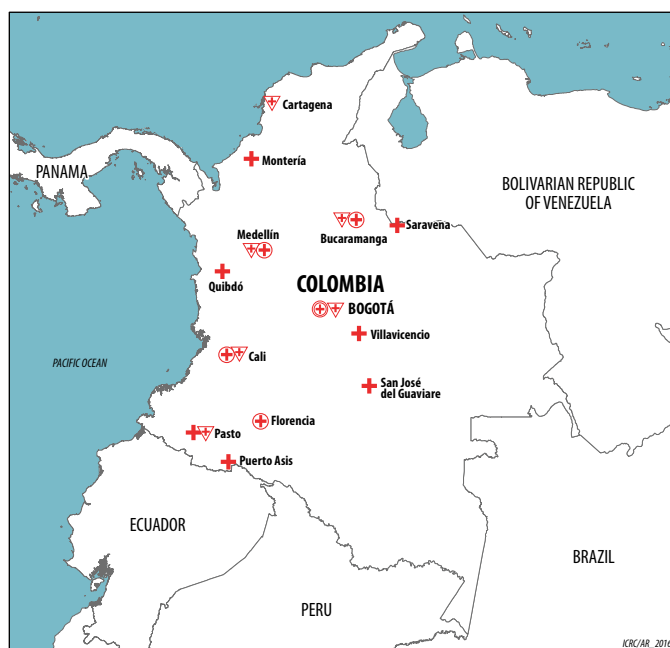 Cartagena
PANAMA
Montería
BOLIVARIAN REPUBLIC
OF VENEZUELA
Saravena
Medellín
Bucaramanga
Quibdó
COLOMBIA
BOGOTÁ
Villavicencio
PACIFIC OCEAN
Cali
San José
del Guaviare
Florencia
Pasto
Puerto Asis
ECUADOR
BRAZIL
PERU
ICRC/AR_2016